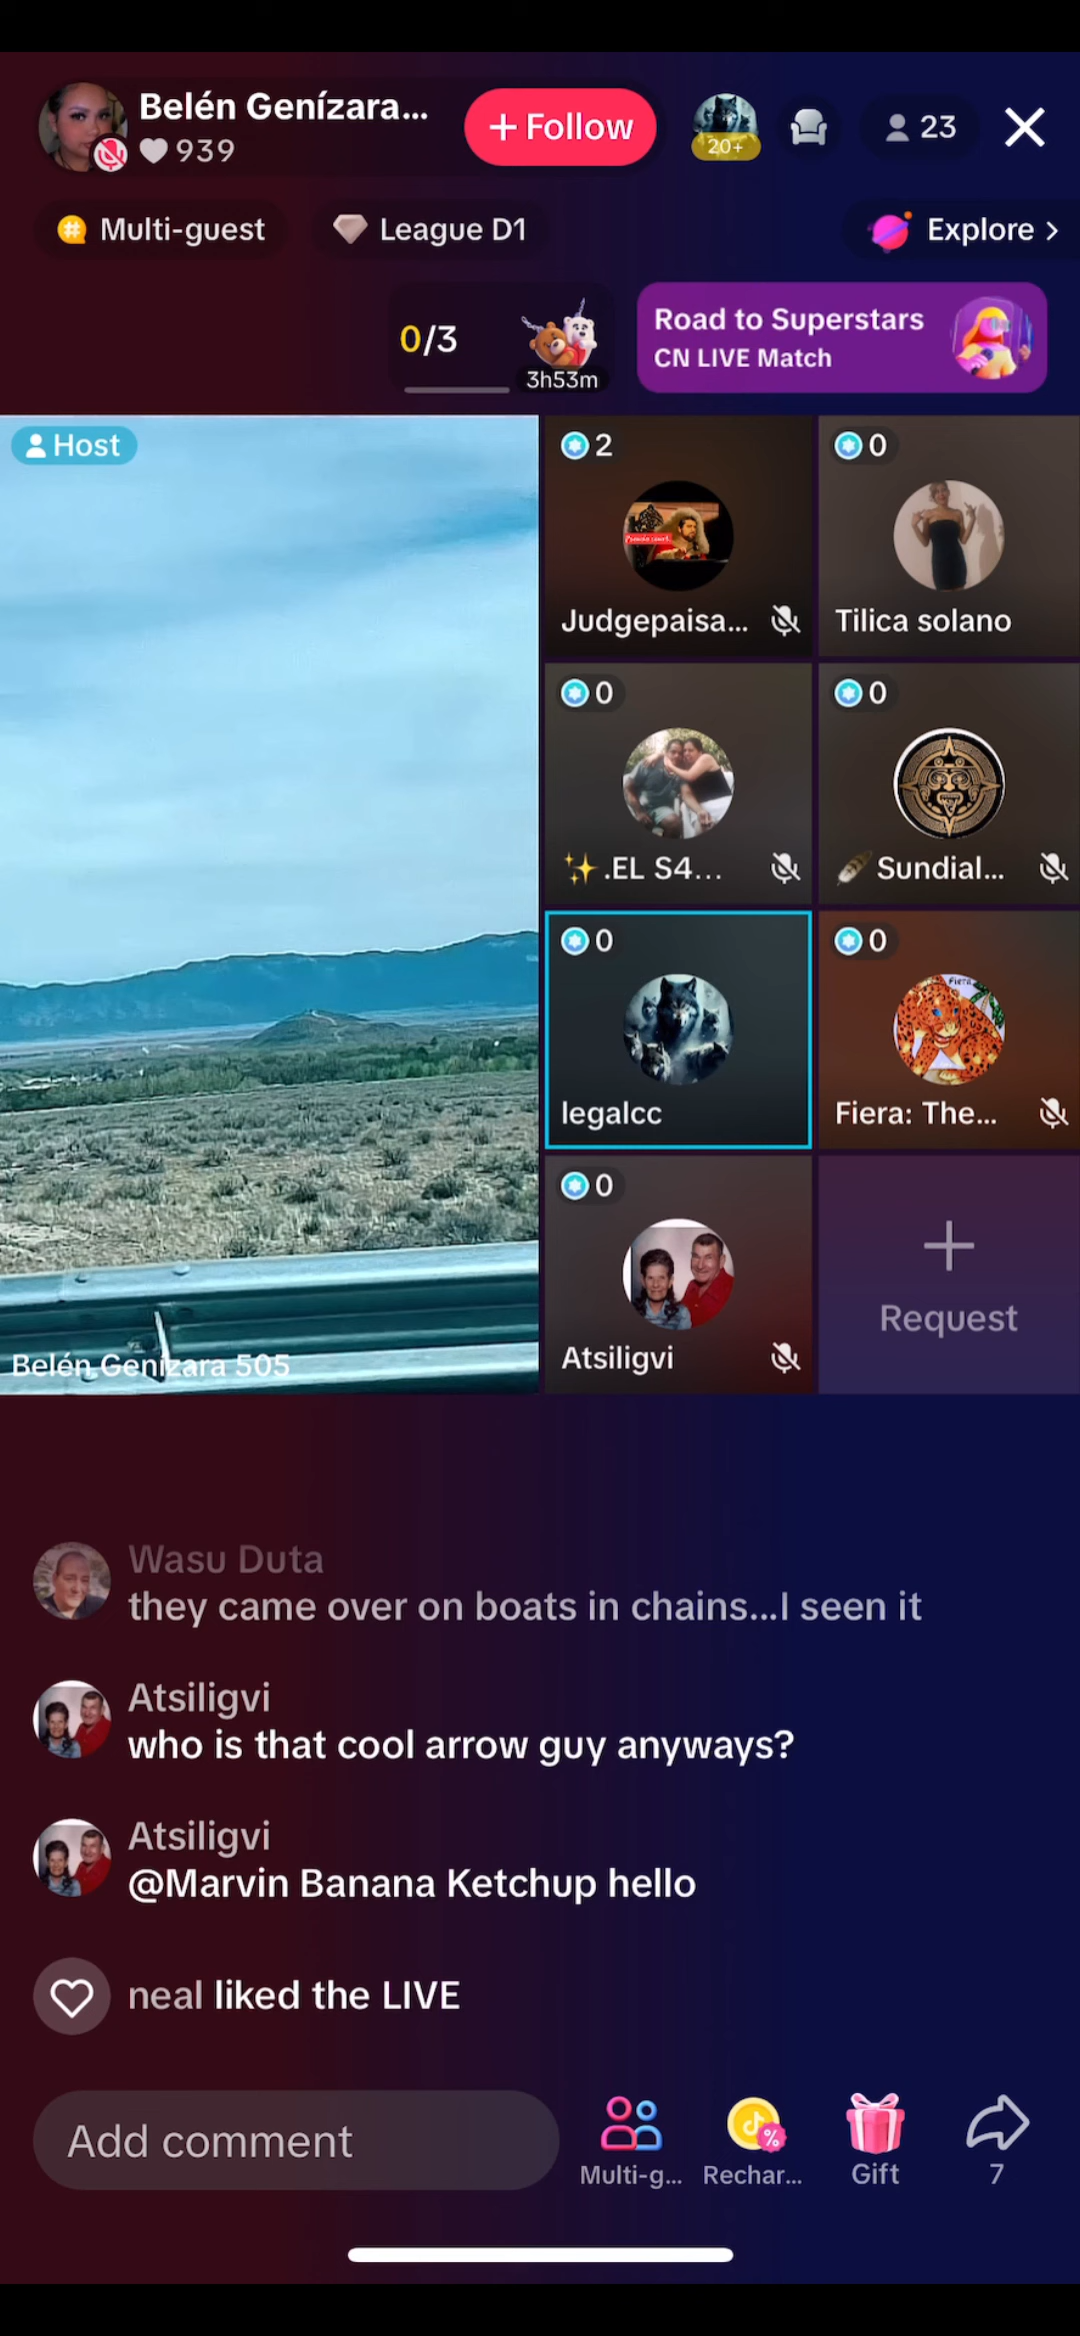 Belén Genízara...
939
+ Follow
20+
23
Multi-guest
League D1
Explore >
0/3
3h53m
Road to Superstars
CN LIVE Match
Host
2
Judgepaisa...
0
Tilica solano
0
✨.EL S4...
0
🪶Sundial...
0
legalcc
0
Fiera: The...
0
Atsiligvi
Request
Belén Genízara 505
Wasu Duta
they came over on boats in chains...I seen it
Atsiligvi
who is that cool arrow guy anyways?
Atsiligvi
@Marvin Banana Ketchup hello
neal liked the LIVE
Add comment
Multi-g...
Rechar...
Gift
7